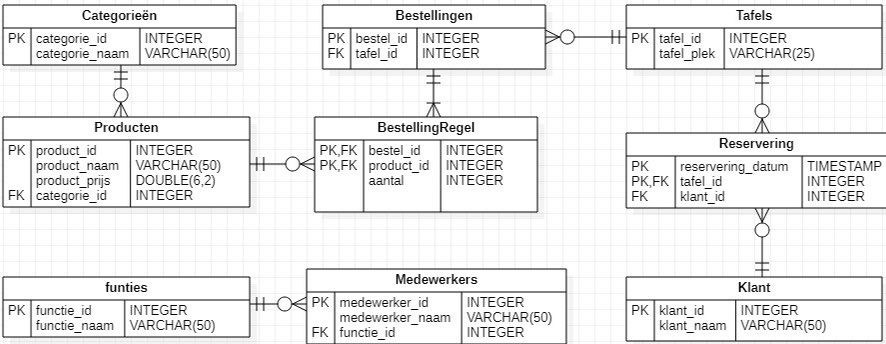 Categorieën
PK categorie_id INTEGER
categorie_naam VARCHAR(50)
Bestellingen
PK bestel_id INTEGER
FK tafel_id INTEGER
Tafels
PK tafel_id INTEGER
tafel_plek VARCHAR(25)
Producten
PK product_id INTEGER
product_naam VARCHAR(50)
product_prijs DOUBLE(6,2)
FK categorie_id INTEGER
BestellingRegel
PK,FK bestel_id INTEGER
PK,FK product_id INTEGER
aantal INTEGER
Reservering
PK reservering_datum TIMESTAMP
PK,FK tafel_id INTEGER
FK klant_id INTEGER
funties
PK functie_id INTEGER
functie_naam VARCHAR(50)
Medewerkers
PK medewerker_id INTEGER
medewerker_naam VARCHAR(50)
FK functie_id INTEGER
Klant
PK klant_id INTEGER
klant_naam VARCHAR(50)